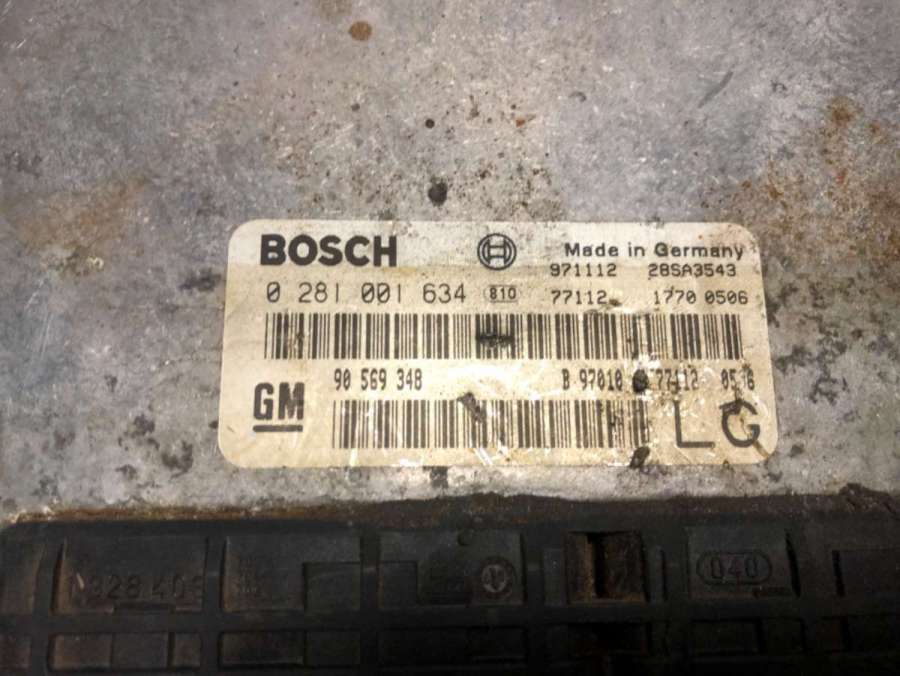 BOSCH Made in Germany
971112 28SA3543
0 281 001 634 810 77112 1770 0506
90 569 348 B 97010 77112
GM LG
040